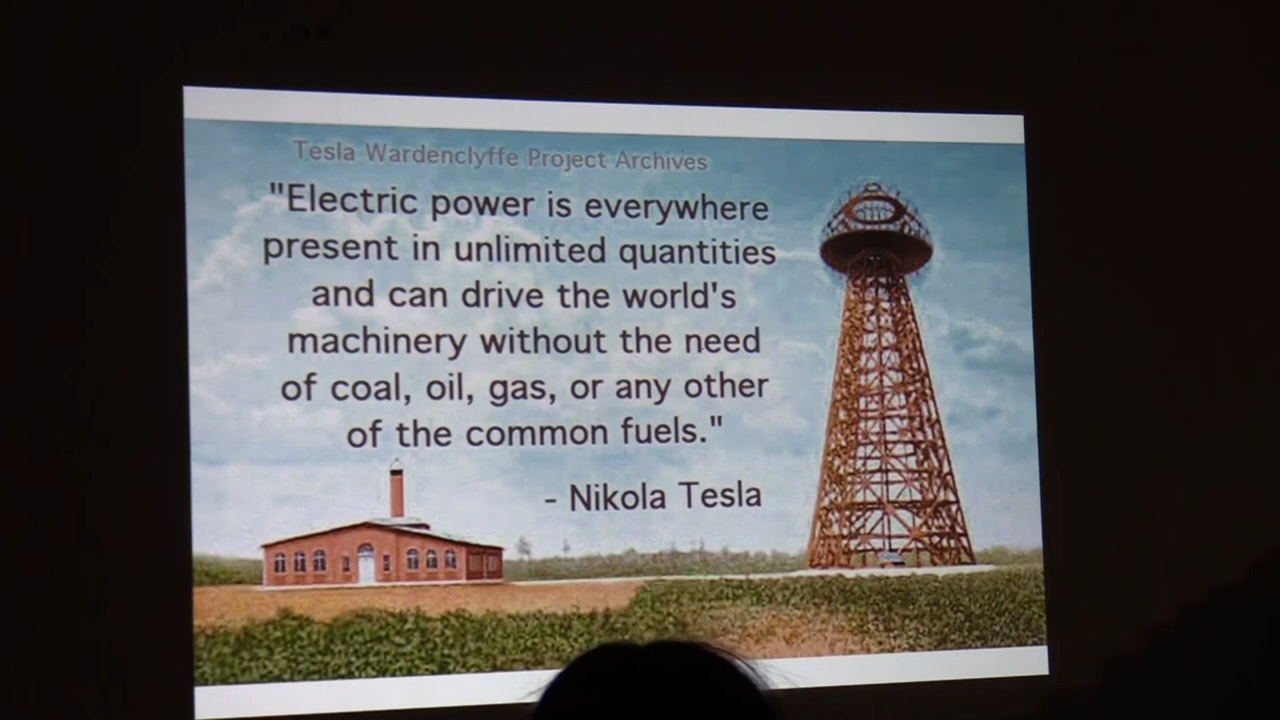 Tesla Wardenclyffe Project Archives
"Electric power is everywhere
present in unlimited quantities
and can drive the world's
machinery without the need
of coal, oil, gas, or any other
of the common fuels."
- Nikola Tesla